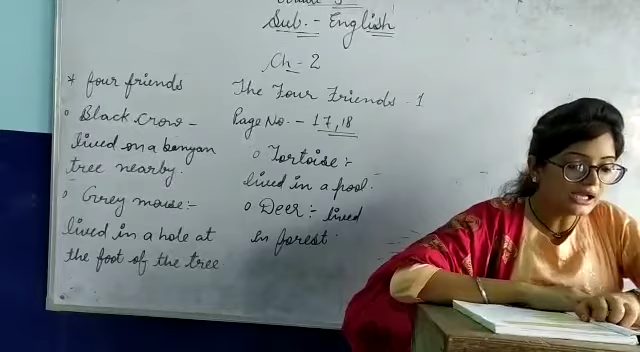 Sub. - English
Ch - 2
The Four Friends - 1
Page No. - 17, 18
* four friends
o Black Crow -
lived on a banyan
tree nearby.
o Grey mouse :-
lived in a hole at
the foot of the tree
o Tortoise :-
lived in a pool.
o Deer :- lived
in forest.